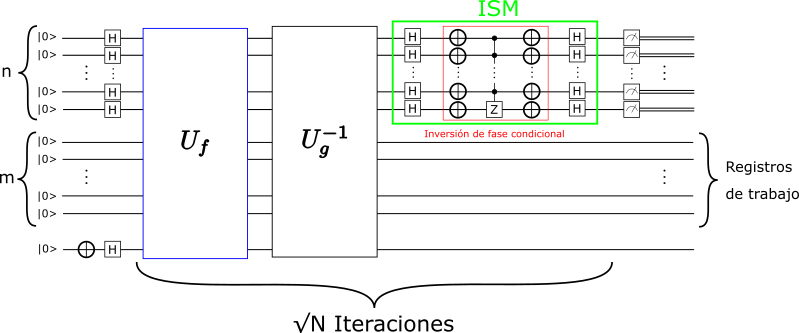 ISM
|0> H H H
|0> H H H
n
H H H
|0> H H H
|0> H H Z H
Inversión de fase condicional
U_f U_g^{-1}
|0>
|0>
m
|0>
|0>
Registros
de trabajo
|0> H
√N Iteraciones